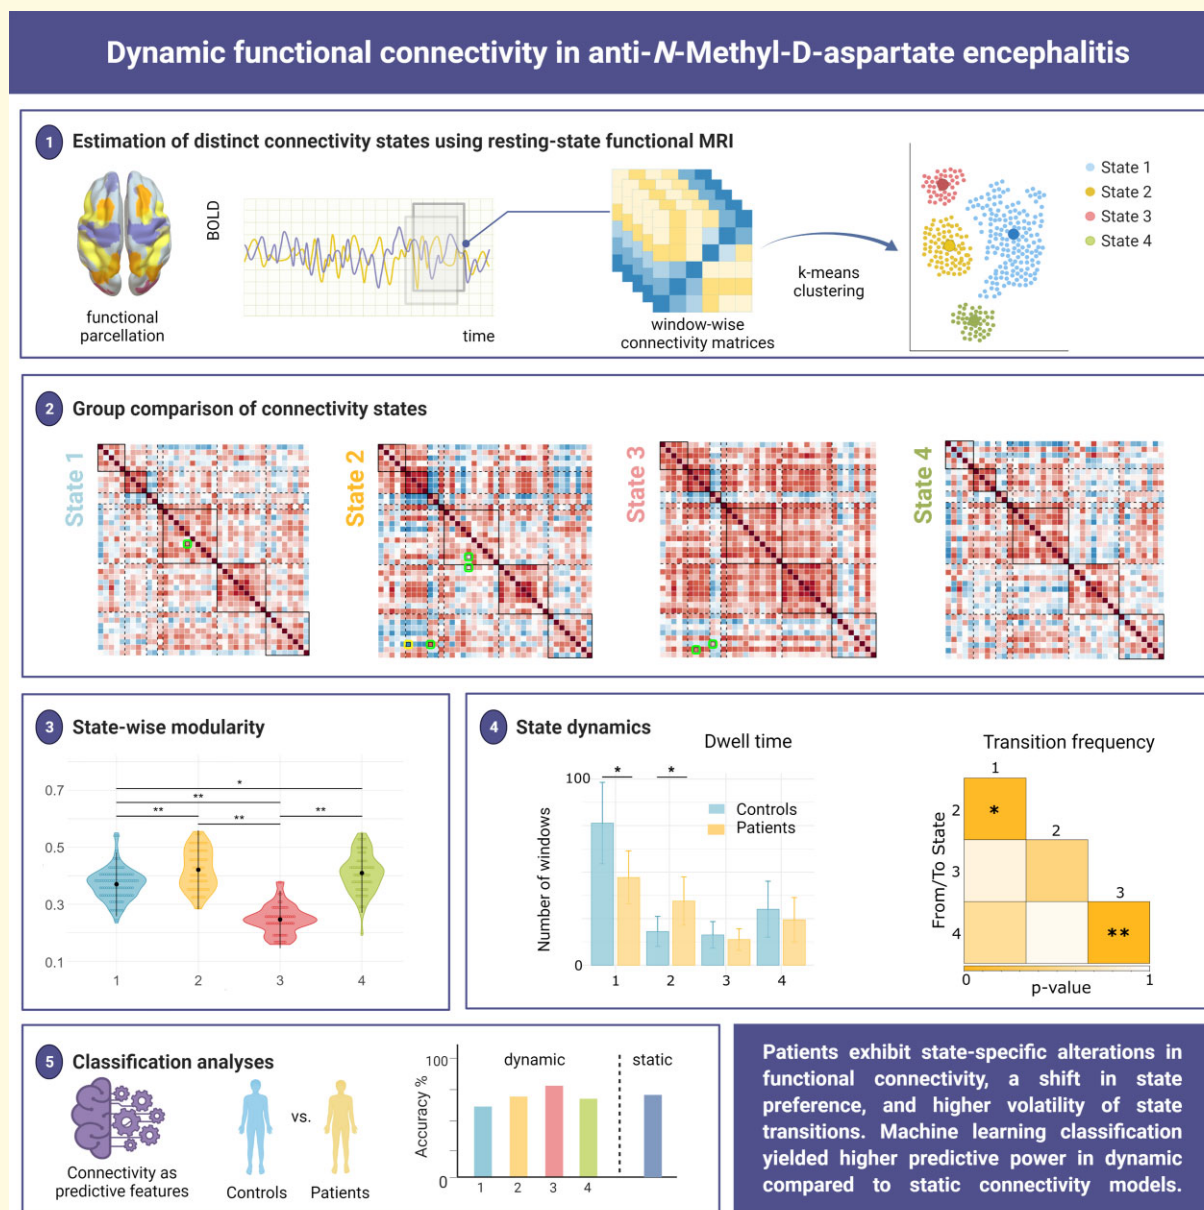 Dynamic functional connectivity in anti-N-Methyl-D-aspartate encephalitis
1 Estimation of distinct connectivity states using resting-state functional MRI
functional
parcellation
BOLD
time
window-wise
connectivity matrices
k-means
clustering
State 1
State 2
State 3
State 4
2 Group comparison of connectivity states
State 1
State 2
State 3
State 4
3 State-wise modularity
0.7
0.5
0.3
0.1
*
**
** ** **
1 2 3 4
4 State dynamics
Dwell time
Number of windows
100
0
* *
Controls
Patients
1 2 3 4
Transition frequency
From/To State
1
2 *
2
3
3
4 **
0 1
p-value
5 Classification analyses
Connectivity as
predictive features
vs.
Controls Patients
Accuracy %
100
0
dynamic static
1 2 3 4
Patients exhibit state-specific alterations in
functional connectivity, a shift in state
preference, and higher volatility of state
transitions. Machine learning classification
yielded higher predictive power in dynamic
compared to static connectivity models.